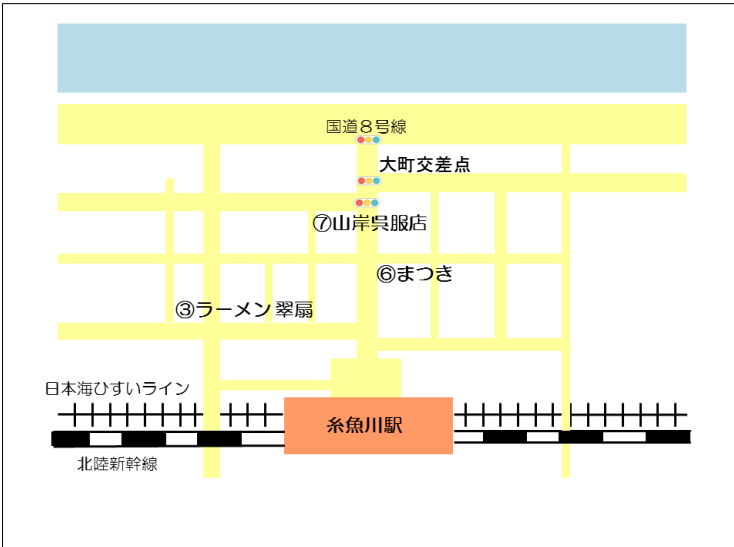 国道８号線
大町交差点
⑦山岸呉服店
⑥まつき
③ラーメン 翠扇
日本海ひすいライン
糸魚川駅
北陸新幹線